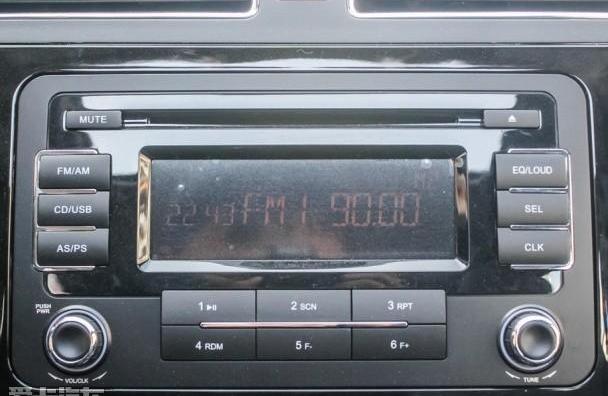 MUTE
FM/AM
CD/USB
AS/PS
22:43 FM1 90.00
EQ/LOUD
SEL
CLK
PUSH
PWR
VOL/CLK
1 ▶II
2 SCN
3 RPT
4 RDM
5 F-
6 F+
TUNE